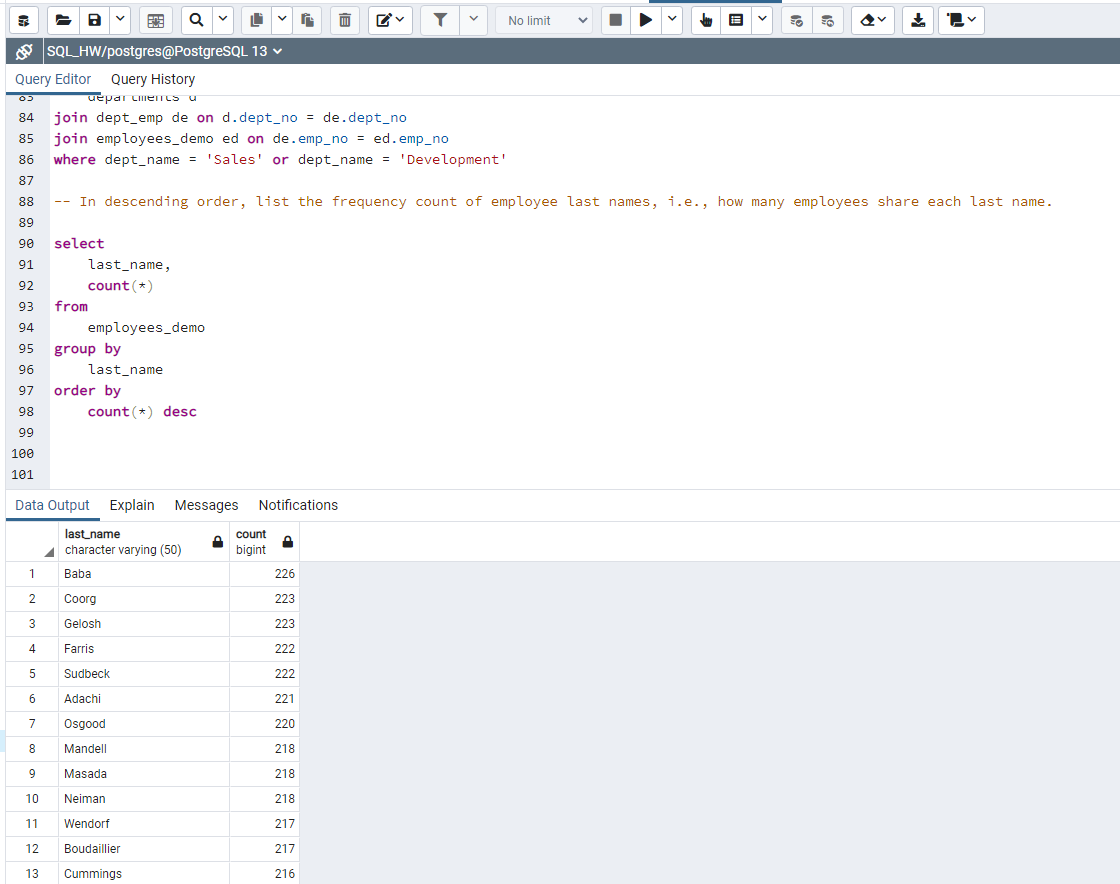 No limit
SQL_HW/postgres@PostgreSQL 13
Query Editor Query History
83 departments d
84 join dept_emp de on d.dept_no = de.dept_no
85 join employees_demo ed on de.emp_no = ed.emp_no
86 where dept_name = 'Sales' or dept_name = 'Development'
87
88 -- In descending order, list the frequency count of employee last names, i.e., how many employees share each last name.
89
90 select
91 last_name,
92 count(*)
93 from
94 employees_demo
95 group by
96 last_name
97 order by
98 count(*) desc
99
100
101
Data Output Explain Messages Notifications
last_name count
character varying (50) bigint
1 Baba 226
2 Coorg 223
3 Gelosh 223
4 Farris 222
5 Sudbeck 222
6 Adachi 221
7 Osgood 220
8 Mandell 218
9 Masada 218
10 Neiman 218
11 Wendorf 217
12 Boudaillier 217
13 Cummings 216